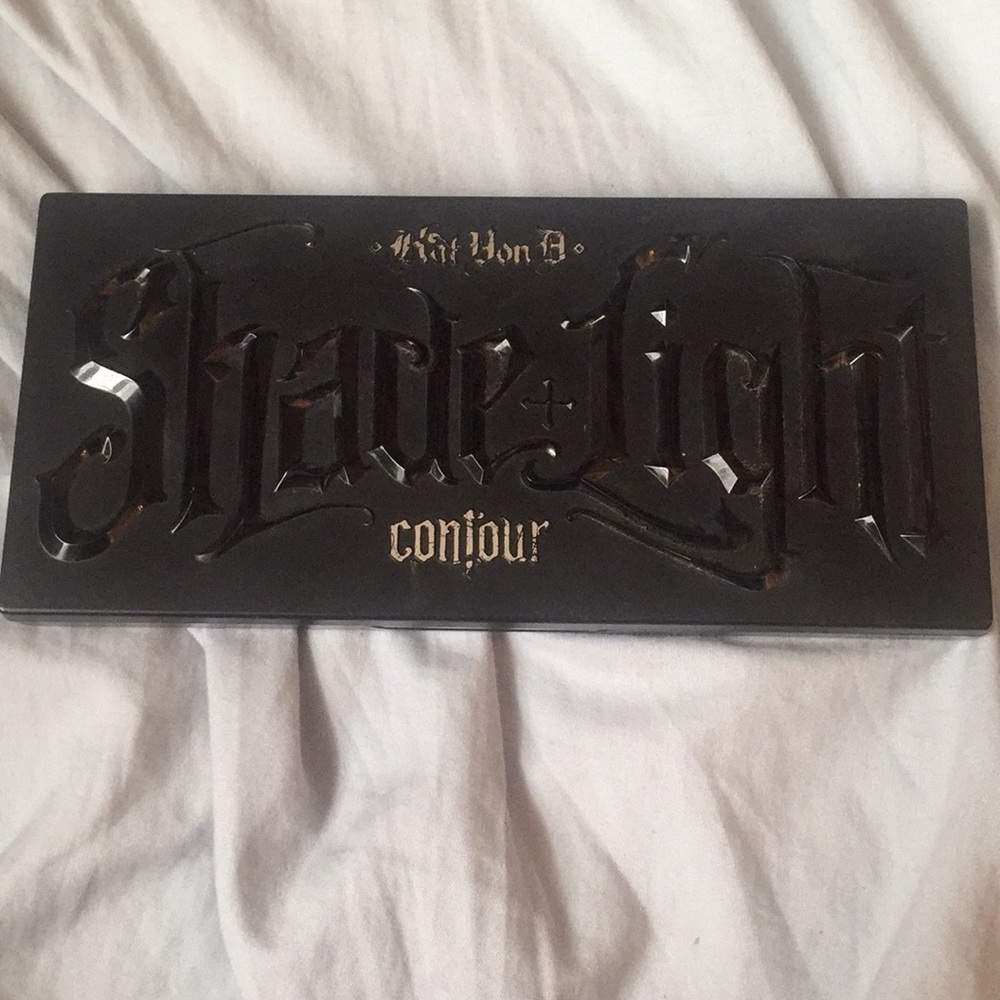 Kat Von D
Shade + Light
contour